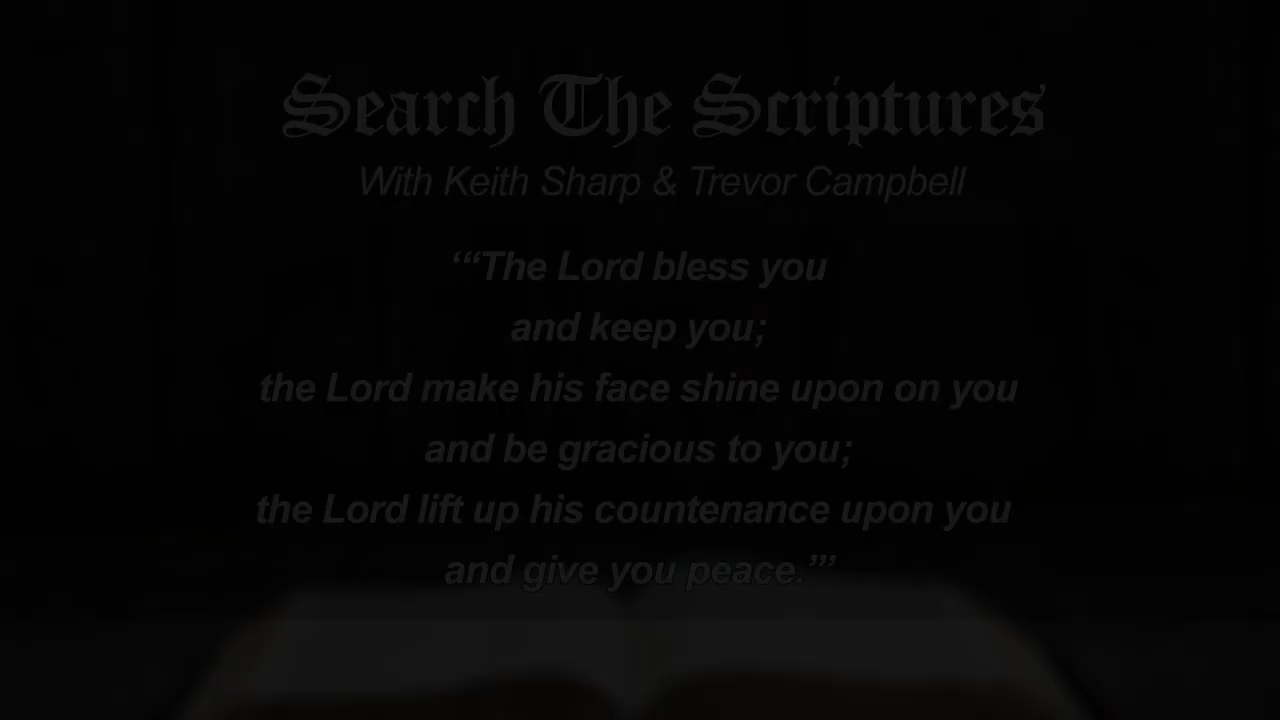 Search The Scriptures
With Keith Sharp & Trevor Campbell
“‘“The Lord bless you
and keep you;
the Lord make his face shine upon on you
and be gracious to you;
the Lord lift up his countenance upon you
and give you peace.”’”